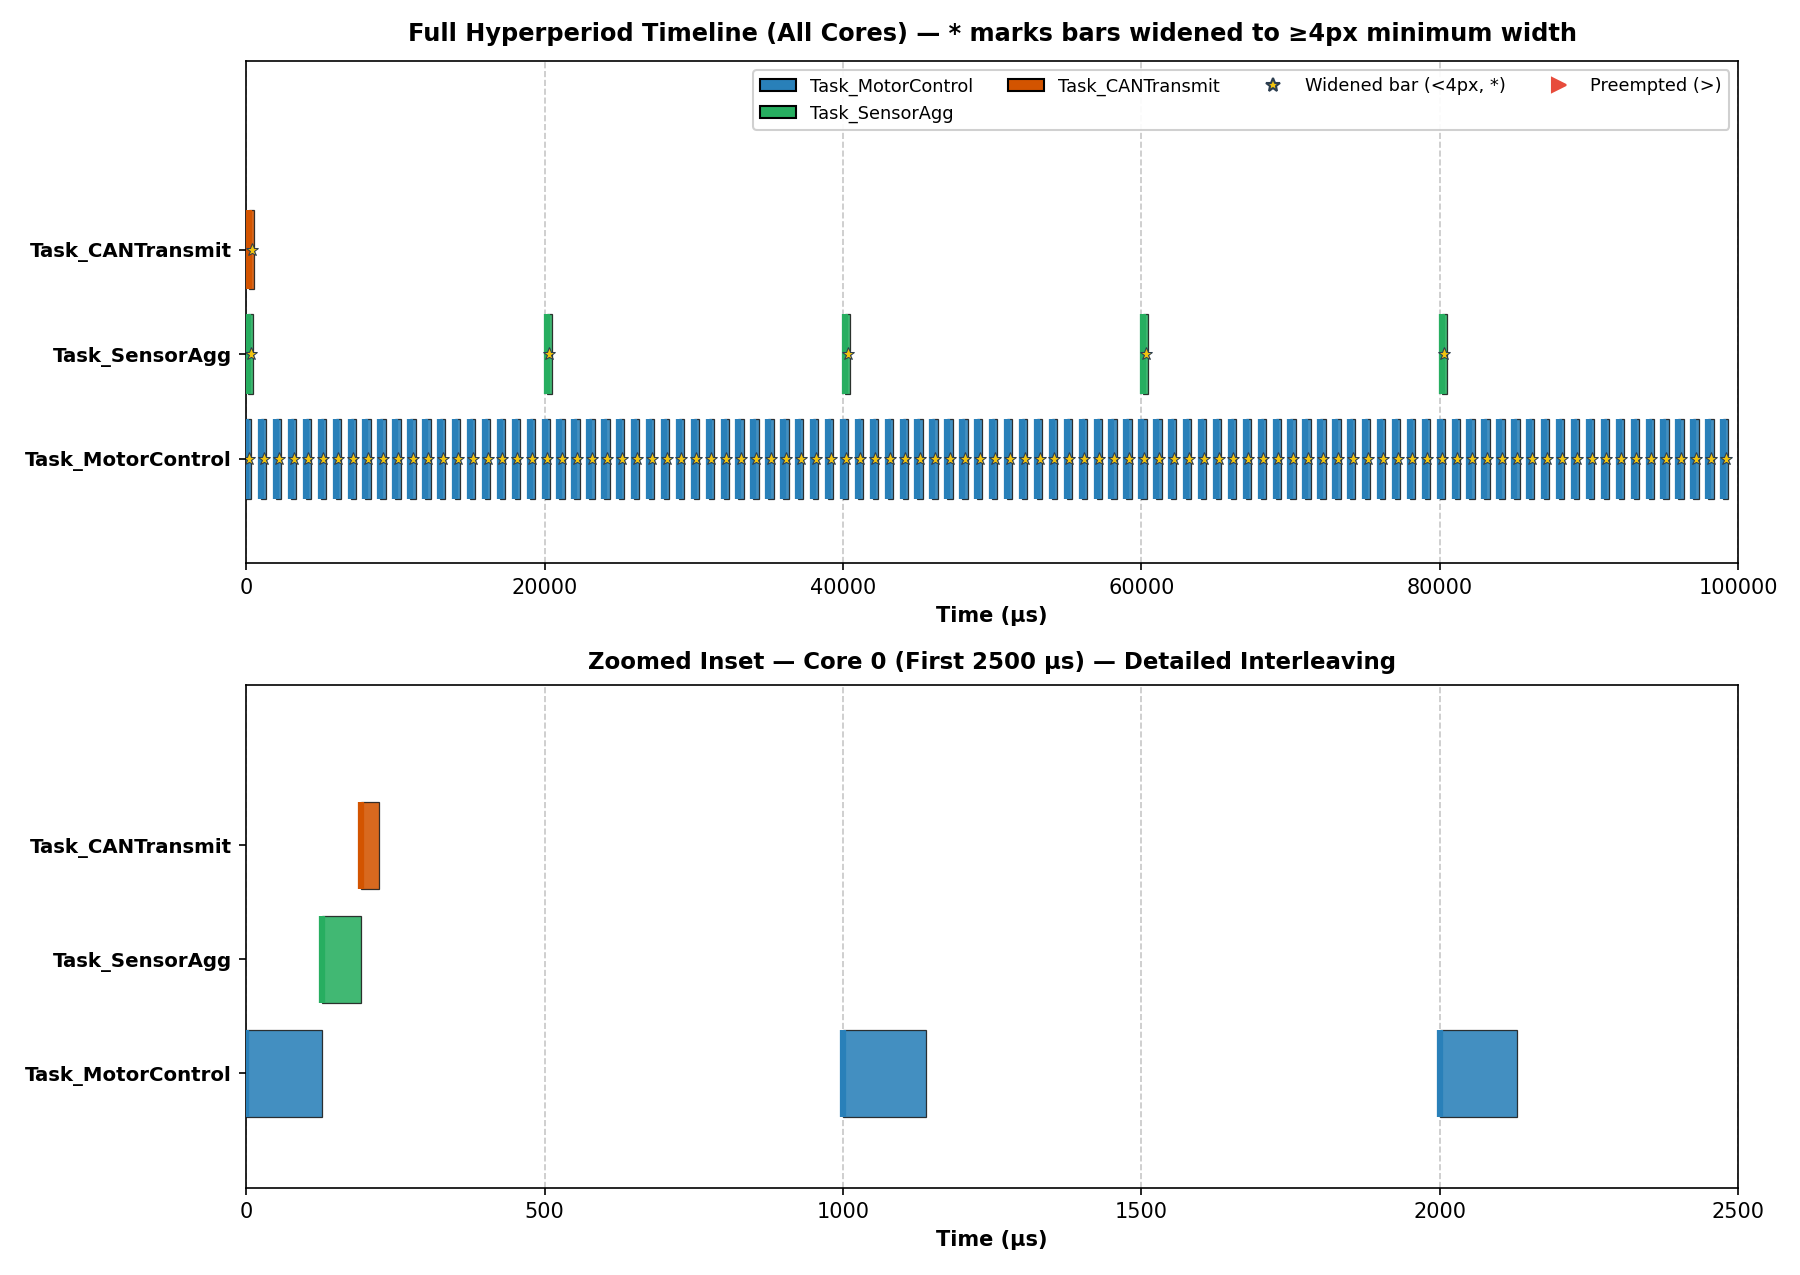 Full Hyperperiod Timeline (All Cores) — * marks bars widened to ≥4px minimum width
Task_MotorControl
Task_SensorAgg
Task_CANTransmit
Widened bar (<4px, *)
Preempted (>)
Task_CANTransmit
Task_SensorAgg
Task_MotorControl
0 20000 40000 60000 80000 100000
Time (µs)
Zoomed Inset — Core 0 (First 2500 µs) — Detailed Interleaving
Task_CANTransmit
Task_SensorAgg
Task_MotorControl
0 500 1000 1500 2000 2500
Time (µs)